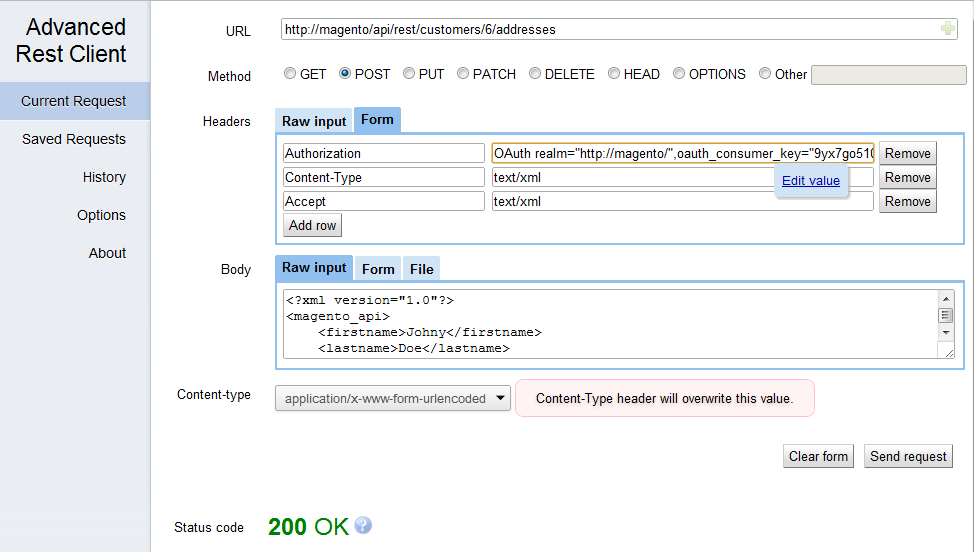 Advanced
Rest Client
Current Request
Saved Requests
History
Options
About
URL
http://magento/api/rest/customers/6/addresses
Method
GET POST PUT PATCH DELETE HEAD OPTIONS Other
Headers
Raw input Form
Authorization OAuth realm="http://magento/",oauth_consumer_key="9yx7go510 Remove
Content-Type text/xml Remove
Edit value
Accept text/xml Remove
Add row
Body
Raw input Form File
<?xml version="1.0"?>
<magento_api>
<firstname>Johny</firstname>
<lastname>Doe</lastname>
Content-type
application/x-www-form-urlencoded
Content-Type header will overwrite this value.
Clear form Send request
Status code
200 OK ?